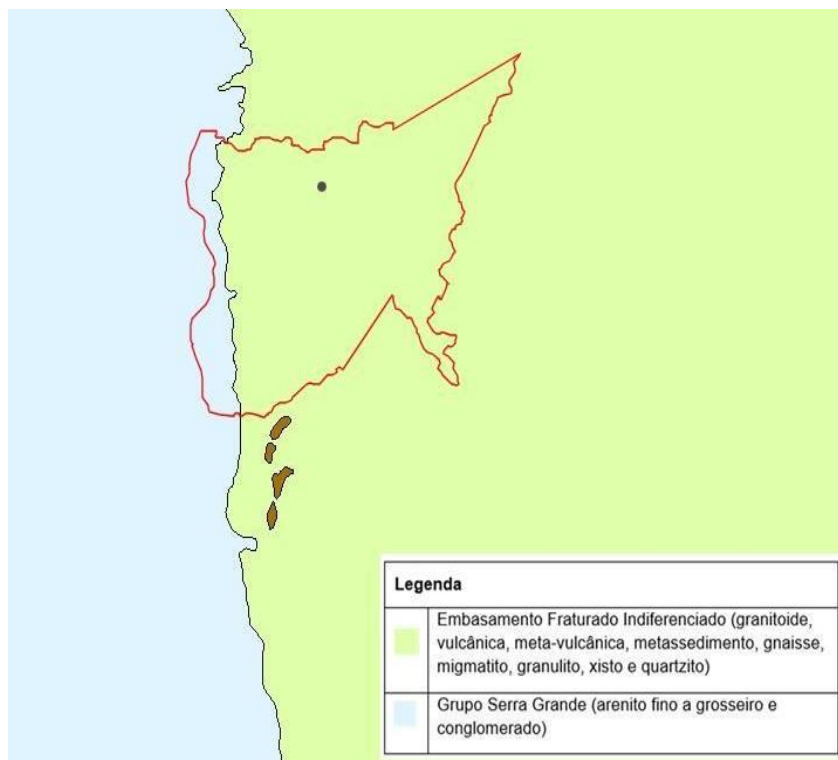 Legenda
Embasamento Fraturado Indiferenciado (granitoide,
vulcânica, meta-vulcânica, metassedimento, gnaisse,
migmatito, granulito, xisto e quartzito)
Grupo Serra Grande (arenito fino a grosseiro e
conglomerado)